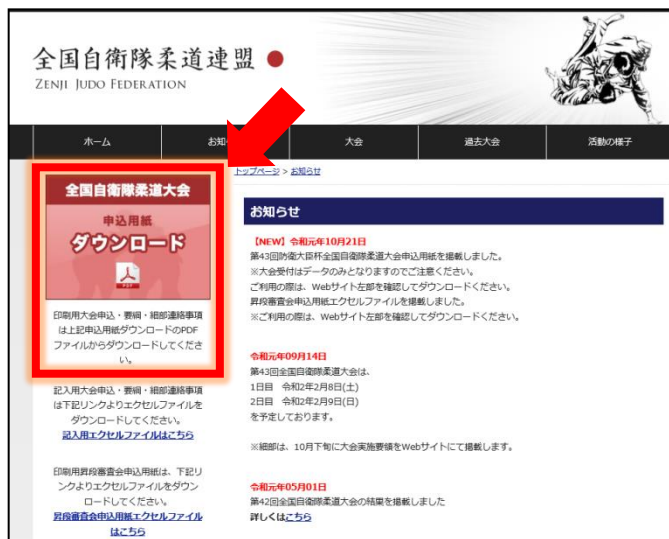 全国自衛隊柔道連盟
ZENJI JUDO FEDERATION
ホーム
お知
大会
過去大会
活動の様子
トップページ > お知らせ
全国自衛隊柔道大会
申込用紙
ダウンロード
PDF
印刷用大会申込・要綱・細部連絡事項
は上記申込用紙ダウンロードのPDF
ファイルからダウンロードしてくださ
い。
記入用大会申込・要綱・細部連絡事項
は下記リンクよりエクセルファイルを
ダウンロードしてください。
記入用エクセルファイルはこちら
印刷用昇段審査会申込用紙は、下記リ
ンクよりエクセルファイルをダウン
ロードしてください。
昇段審査会申込用紙エクセルファイル
はこちら
お知らせ
【NEW】令和元年10月21日
第43回防衛大臣杯全国自衛隊柔道大会申込用紙を掲載しました。
※大会受付はデータのみとなりますのでご注意ください。
ご利用の際は、Webサイト左部を確認してダウンロードください。
昇段審査会申込用紙エクセルファイルを掲載しました。
※ご利用の際は、Webサイト左部を確認してダウンロードください。
令和元年09月14日
第43回全国自衛隊柔道大会は、
1日目 令和2年2月8日(土)
2日目 令和2年2月9日(日)
を予定しております。
※細部は、10月下旬に大会実施要領をWebサイトにて掲載します。
令和元年05月01日
第42回全国自衛隊柔道大会の結果を掲載しました
詳しくはこちら